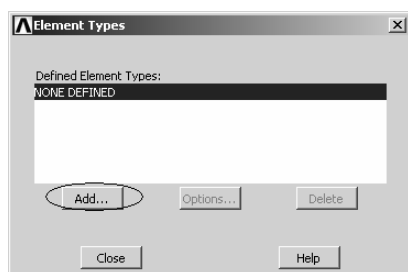 Element Types
Defined Element Types:
NONE DEFINED
Add...
Options...
Delete
Close
Help